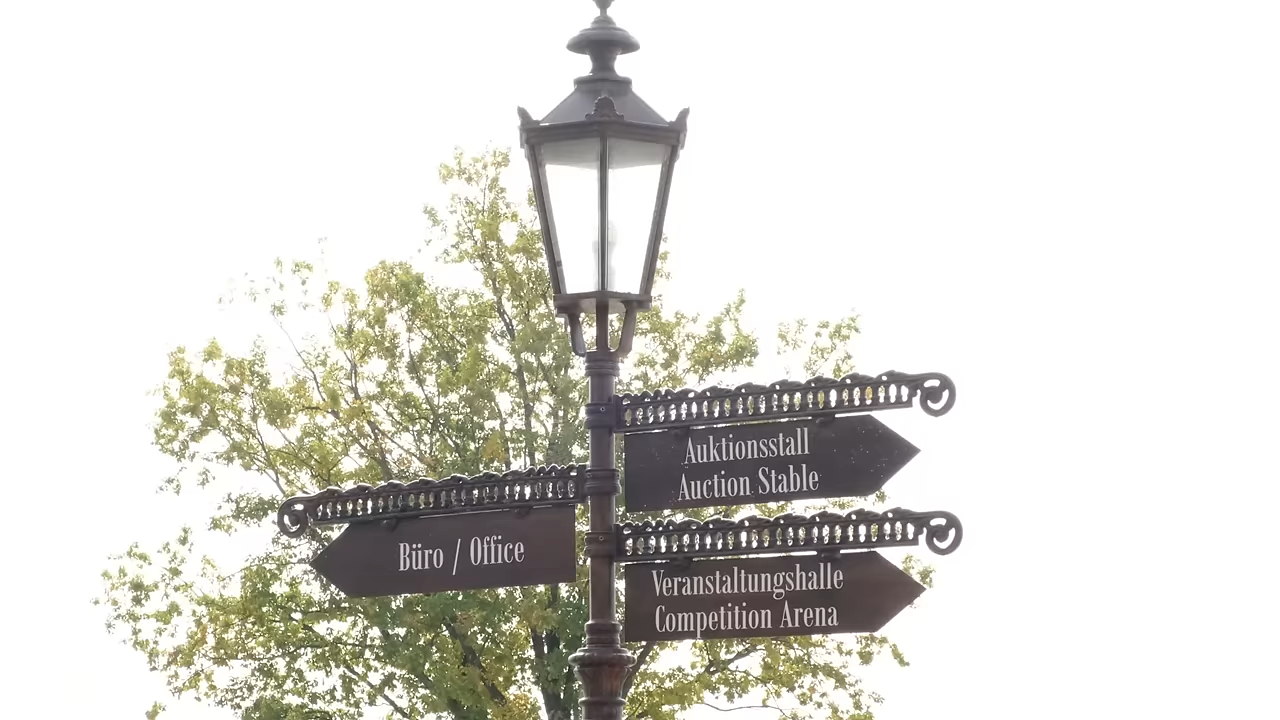 Auktionsstall
Auction Stable
Büro / Office
Veranstaltungshalle
Competition Arena